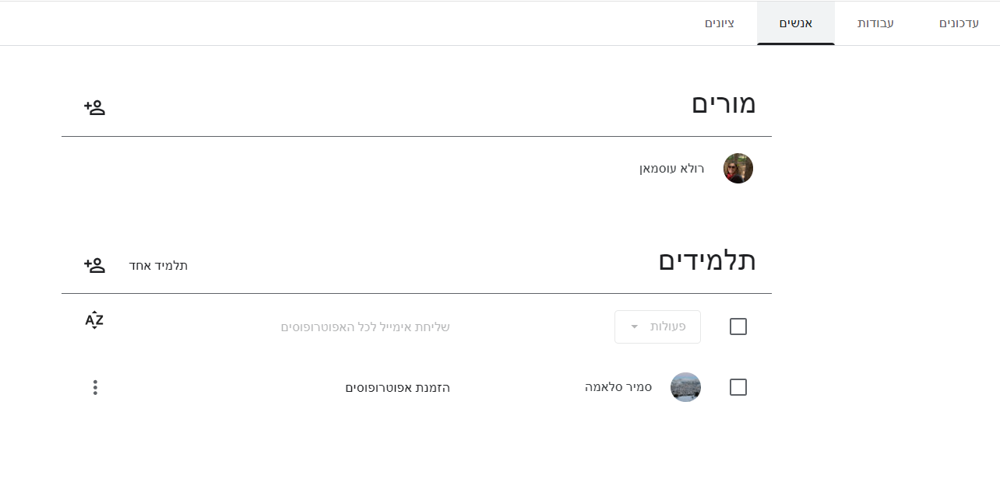 עדכונים עבודות אנשים ציונים
מורים
רולא עוסמאן
תלמידים תלמיד אחד
פעולות שליחת אימייל לכל האפוטרופוסים AZ
סמיר סלאמה הזמנת אפוטרופוסים